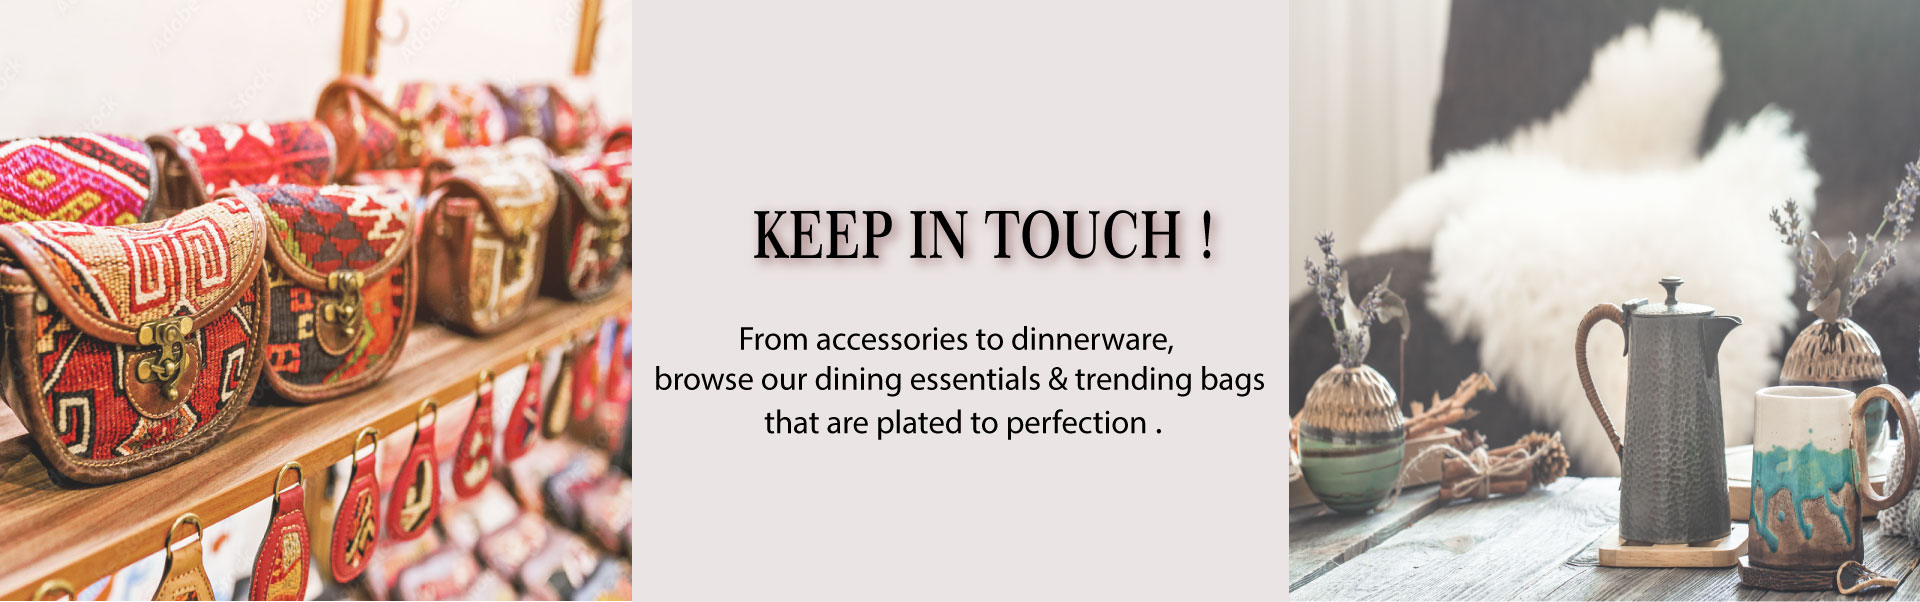 KEEP IN TOUCH !
From accessories to dinnerware,
browse our dining essentials & trending bags
that are plated to perfection .